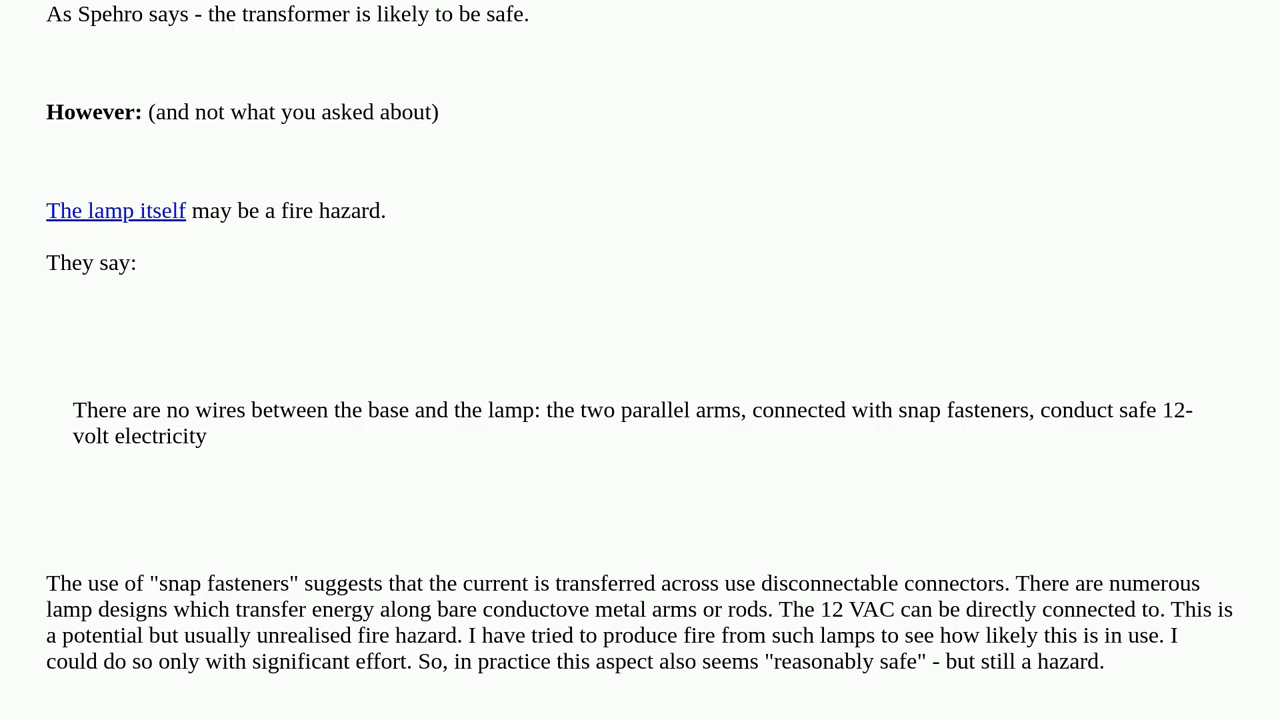 As Spehro says - the transformer is likely to be safe.
However: (and not what you asked about)
The lamp itself may be a fire hazard.
They say:
There are no wires between the base and the lamp: the two parallel arms, connected with snap fasteners, conduct safe 12-
volt electricity
The use of "snap fasteners" suggests that the current is transferred across use disconnectable connectors. There are numerous
lamp designs which transfer energy along bare conductove metal arms or rods. The 12 VAC can be directly connected to. This is
a potential but usually unrealised fire hazard. I have tried to produce fire from such lamps to see how likely this is in use. I
could do so only with significant effort. So, in practice this aspect also seems "reasonably safe" - but still a hazard.